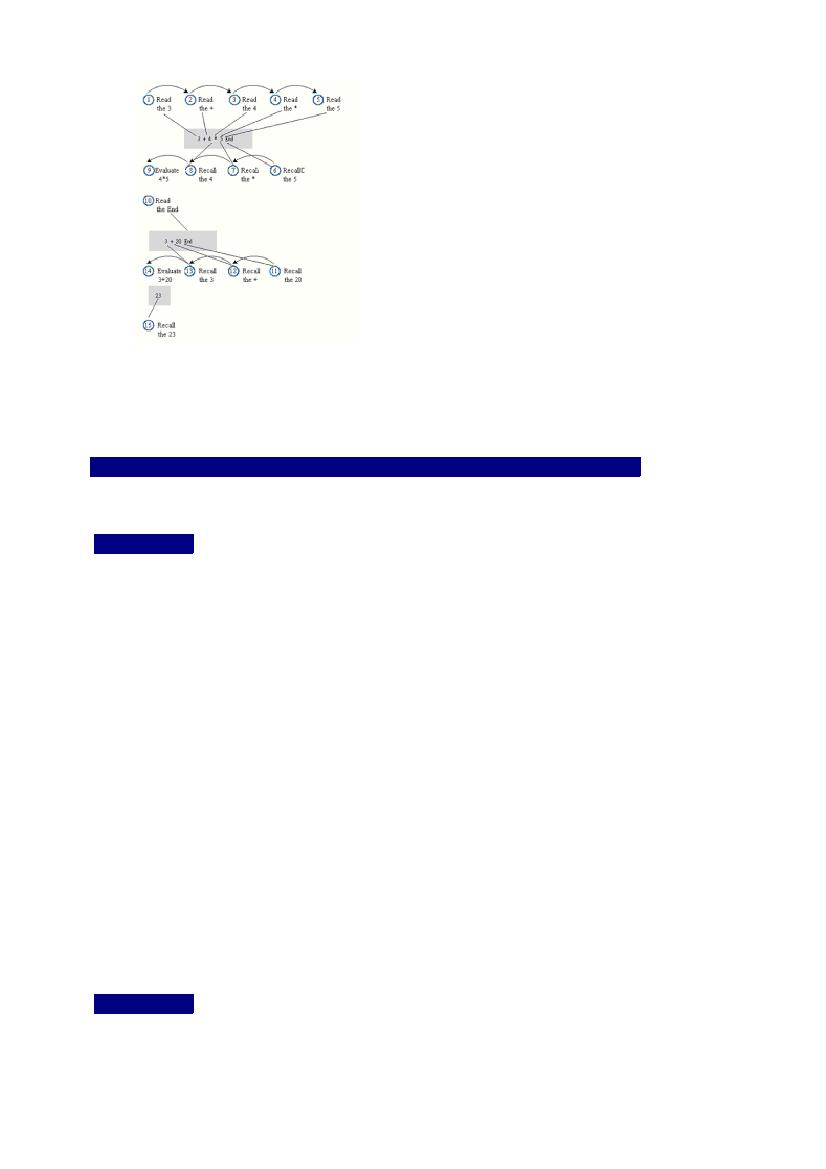 1 Read 2 Read 3 Read 4 Read 5 Read
the 3 the + the 4 the * the 5
3 + 4 * 5 End
9 Evaluate 8 Recall 7 Recall 6 Recall
4*5 the 4 the * the 5
10 Read
the End
3 + 20 End
14 Evaluate 13 Recall 12 Recall 11 Recall
3+20 the 3 the + the 20
23
15 Recall
the 23